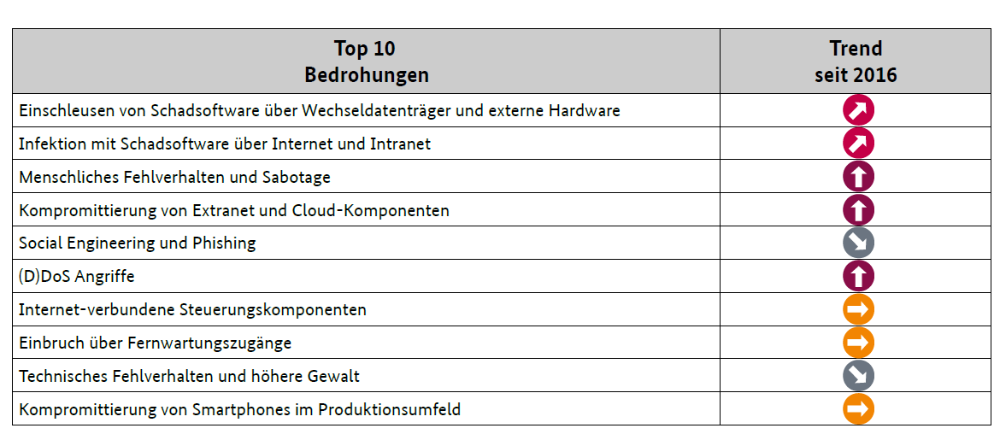 Top 10
Bedrohungen
Trend
seit 2016
Einschleusen von Schadsoftware über Wechseldatenträger und externe Hardware
Infektion mit Schadsoftware über Internet und Intranet
Menschliches Fehlverhalten und Sabotage
Kompromittierung von Extranet und Cloud-Komponenten
Social Engineering und Phishing
(D)DoS Angriffe
Internet-verbundene Steuerungskomponenten
Einbruch über Fernwartungszugänge
Technisches Fehlverhalten und höhere Gewalt
Kompromittierung von Smartphones im Produktionsumfeld